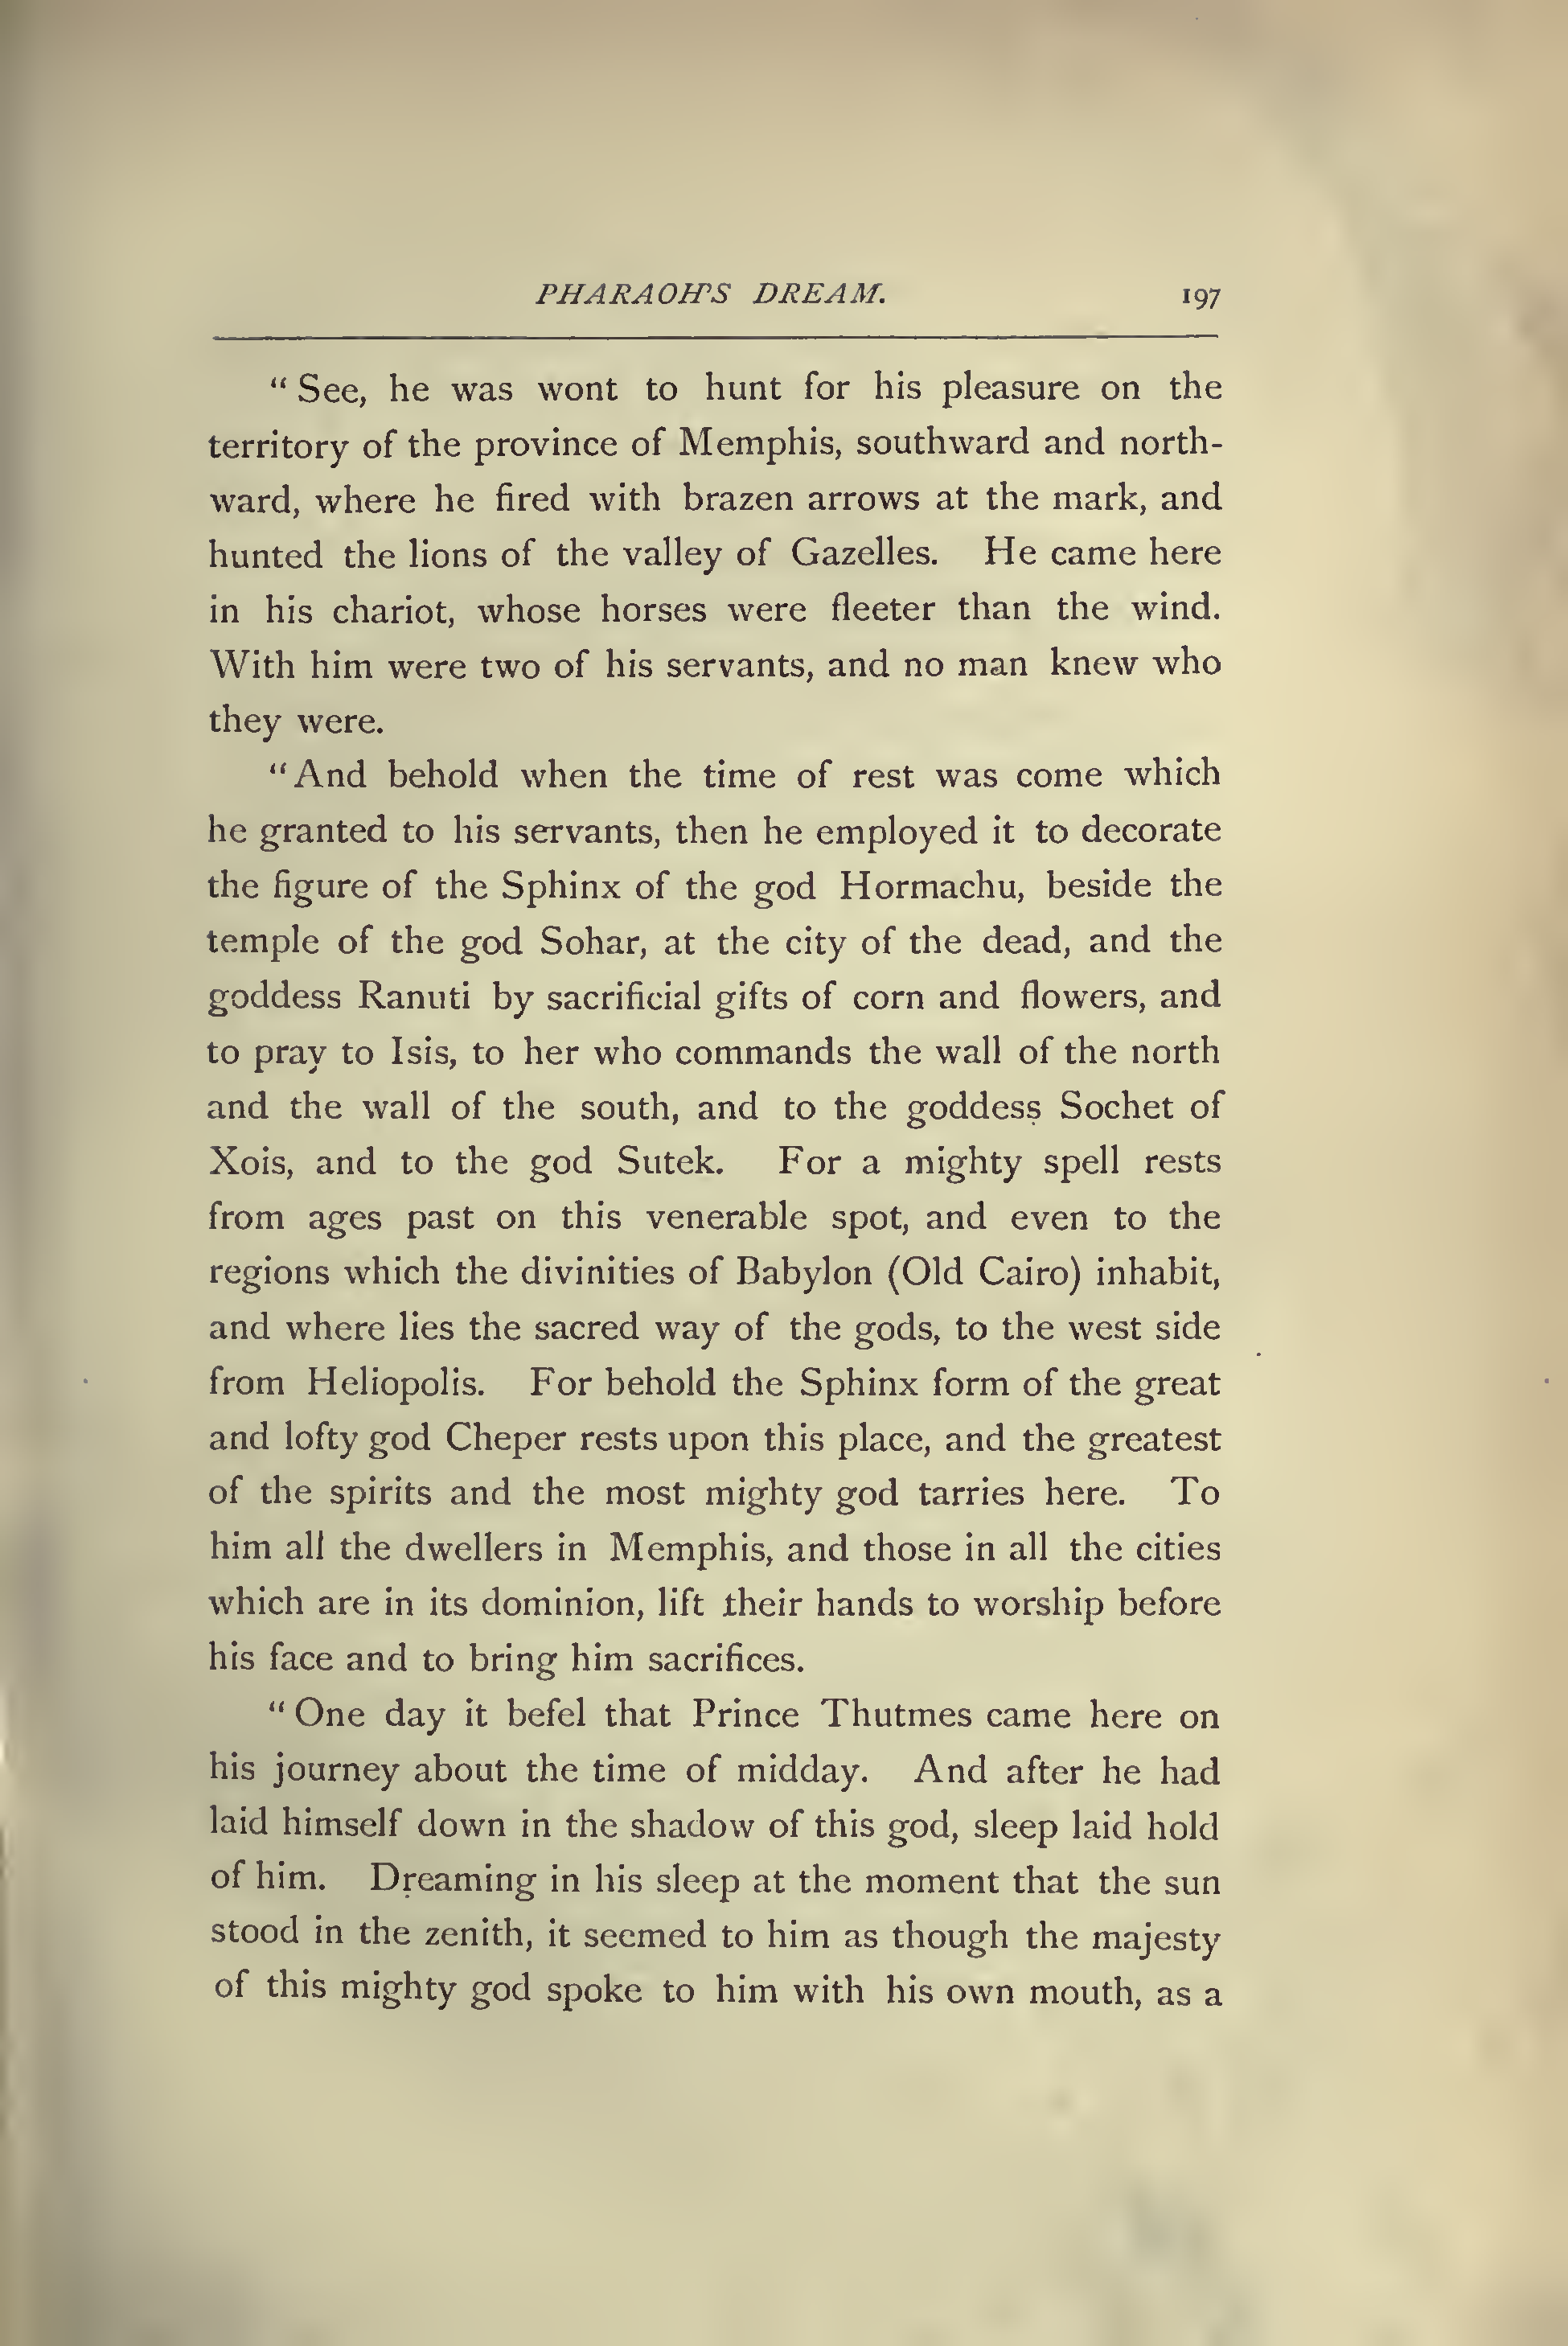 PHARAOH'S DREAM. 197
“ See, he was wont to hunt for his pleasure on the
territory of the province of Memphis, southward and north-
ward, where he fired with brazen arrows at the mark, and
hunted the lions of the valley of Gazelles. He came here
in his chariot, whose horses were fleeter than the wind.
With him were two of his servants, and no man knew who
they were.
“And behold when the time of rest was come which
he granted to his servants, then he employed it to decorate
the figure of the Sphinx of the god Hormachu, beside the
temple of the god Sohar, at the city of the dead, and the
goddess Ranuti by sacrificial gifts of corn and flowers, and
to pray to Isis, to her who commands the wall of the north
and the wall of the south, and to the goddess Sochet of
Xois, and to the god Sutek. For a mighty spell rests
from ages past on this venerable spot, and even to the
regions which the divinities of Babylon (Old Cairo) inhabit,
and where lies the sacred way of the gods, to the west side
from Heliopolis. For behold the Sphinx form of the great
and lofty god Cheper rests upon this place, and the greatest
of the spirits and the most mighty god tarries here. To
him all the dwellers in Memphis, and those in all the cities
which are in its dominion, lift their hands to worship before
his face and to bring him sacrifices.
“ One day it befel that Prince Thutmes came here on
his journey about the time of midday. And after he had
laid himself down in the shadow of this god, sleep laid hold
of him. Dreaming in his sleep at the moment that the sun
stood in the zenith, it seemed to him as though the majesty
of this mighty god spoke to him with his own mouth, as a